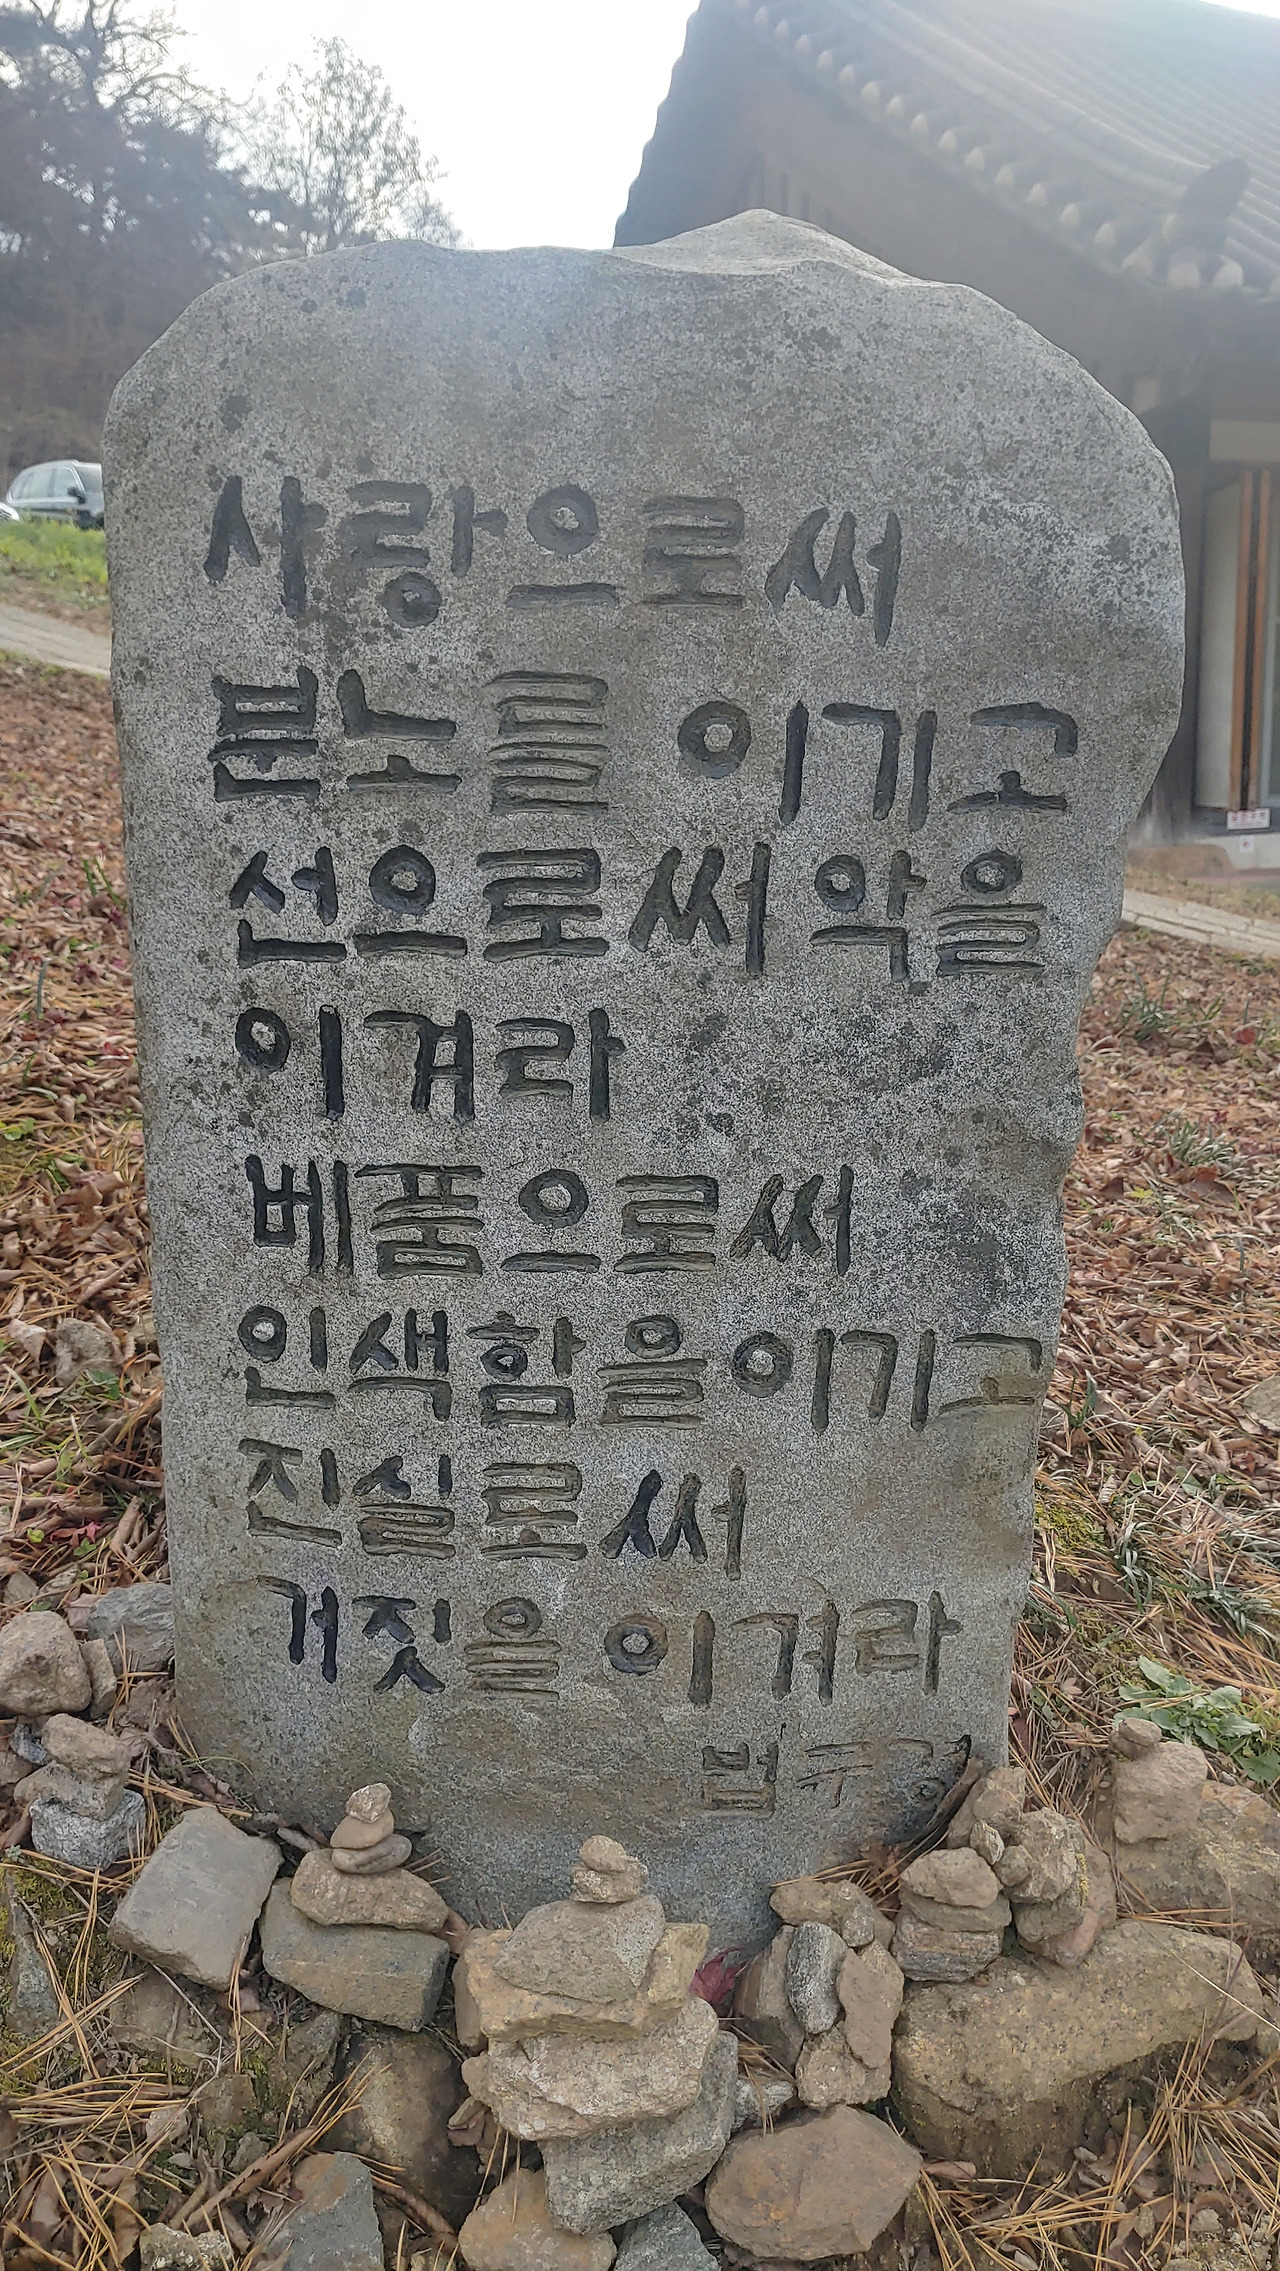 사랑으로써
분노를 이기고
선으로써 악을
이겨라
베품으로써
인색함을 이기고
진실로써
거짓을 이겨라
법구경